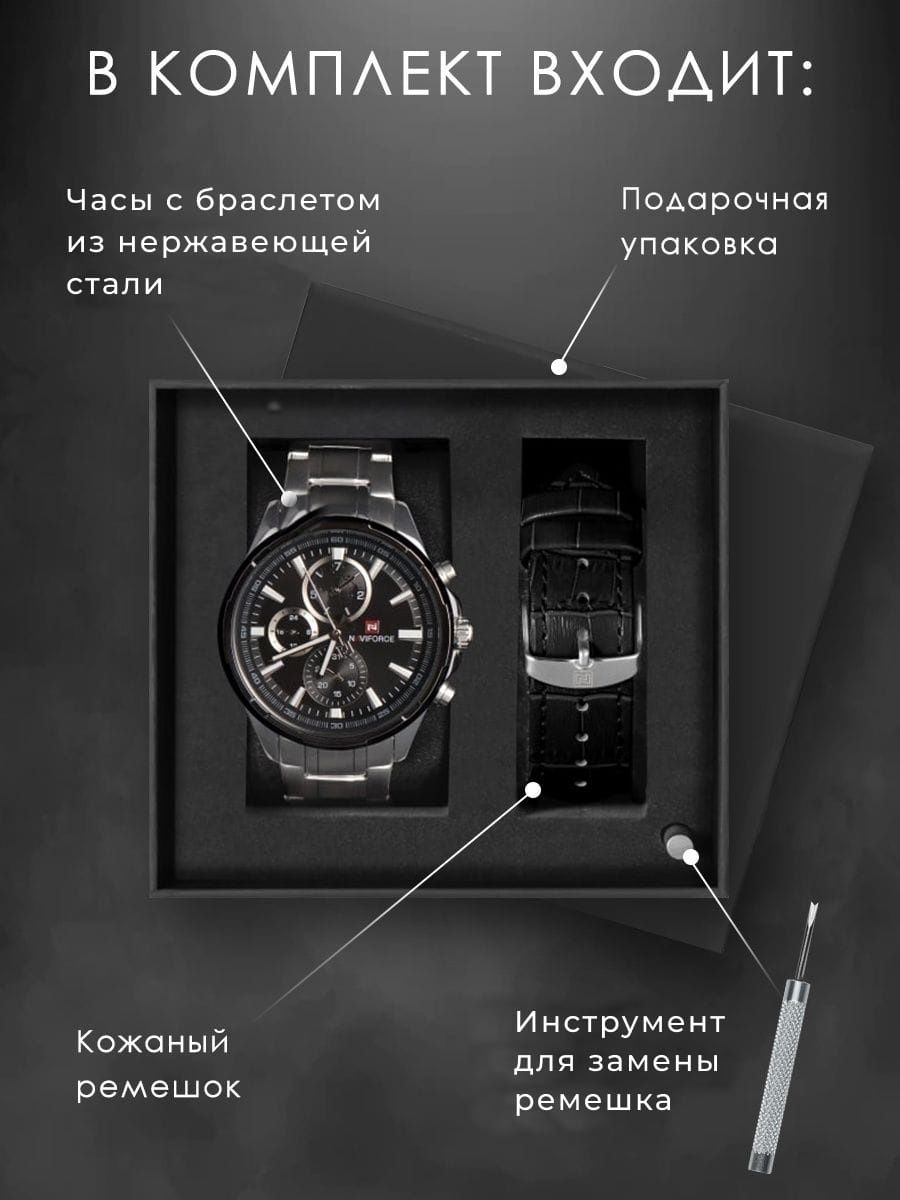 В КОМПЛЕКТ ВХОДИТ:
Часы с браслетом
из нержавеющей
стали
Подарочная
упаковка
NAVIFORCE
Кожаный
ремешок
Инструмент
для замены
ремешка